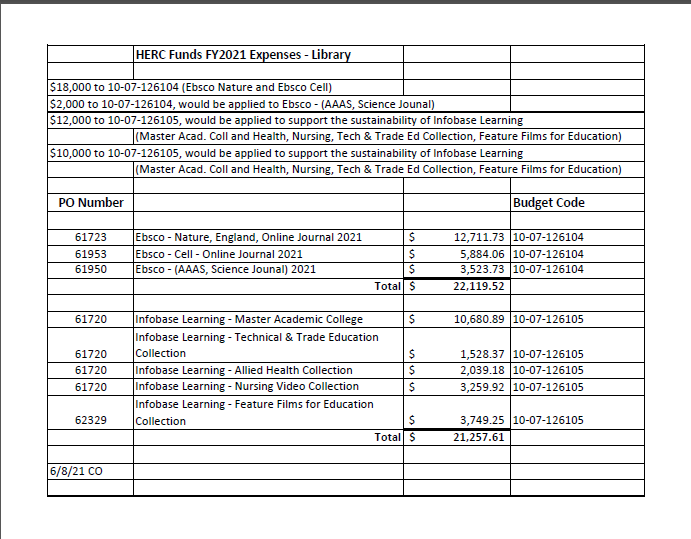 HERC Funds FY2021 Expenses - Library
$18,000 to 10-07-126104 (Ebsco Nature and Ebsco Cell)
$2,000 to 10-07-126104, would be applied to Ebsco - (AAAS, Science Jounal)
$12,000 to 10-07-126105, would be applied to support the sustainability of Infobase Learning
(Master Acad. Coll and Health, Nursing, Tech & Trade Ed Collection, Feature Films for Education)
$10,000 to 10-07-126105, would be applied to support the sustainability of Infobase Learning
(Master Acad. Coll and Health, Nursing, Tech & Trade Ed Collection, Feature Films for Education)
PO Number Budget Code
61723 Ebsco - Nature, England, Online Journal 2021 $ 12,711.73 10-07-126104
61953 Ebsco - Cell - Online Journal 2021 $ 5,884.06 10-07-126104
61950 Ebsco - (AAAS, Science Jounal) 2021 $ 3,523.73 10-07-126104
Total $ 22,119.52
61720 Infobase Learning - Master Academic College $ 10,680.89 10-07-126105
Infobase Learning - Technical & Trade Education
61720 Collection $ 1,528.37 10-07-126105
61720 Infobase Learning - Allied Health Collection $ 2,039.18 10-07-126105
61720 Infobase Learning - Nursing Video Collection $ 3,259.92 10-07-126105
Infobase Learning - Feature Films for Education
62329 Collection $ 3,749.25 10-07-126105
Total $ 21,257.61
6/8/21 CO